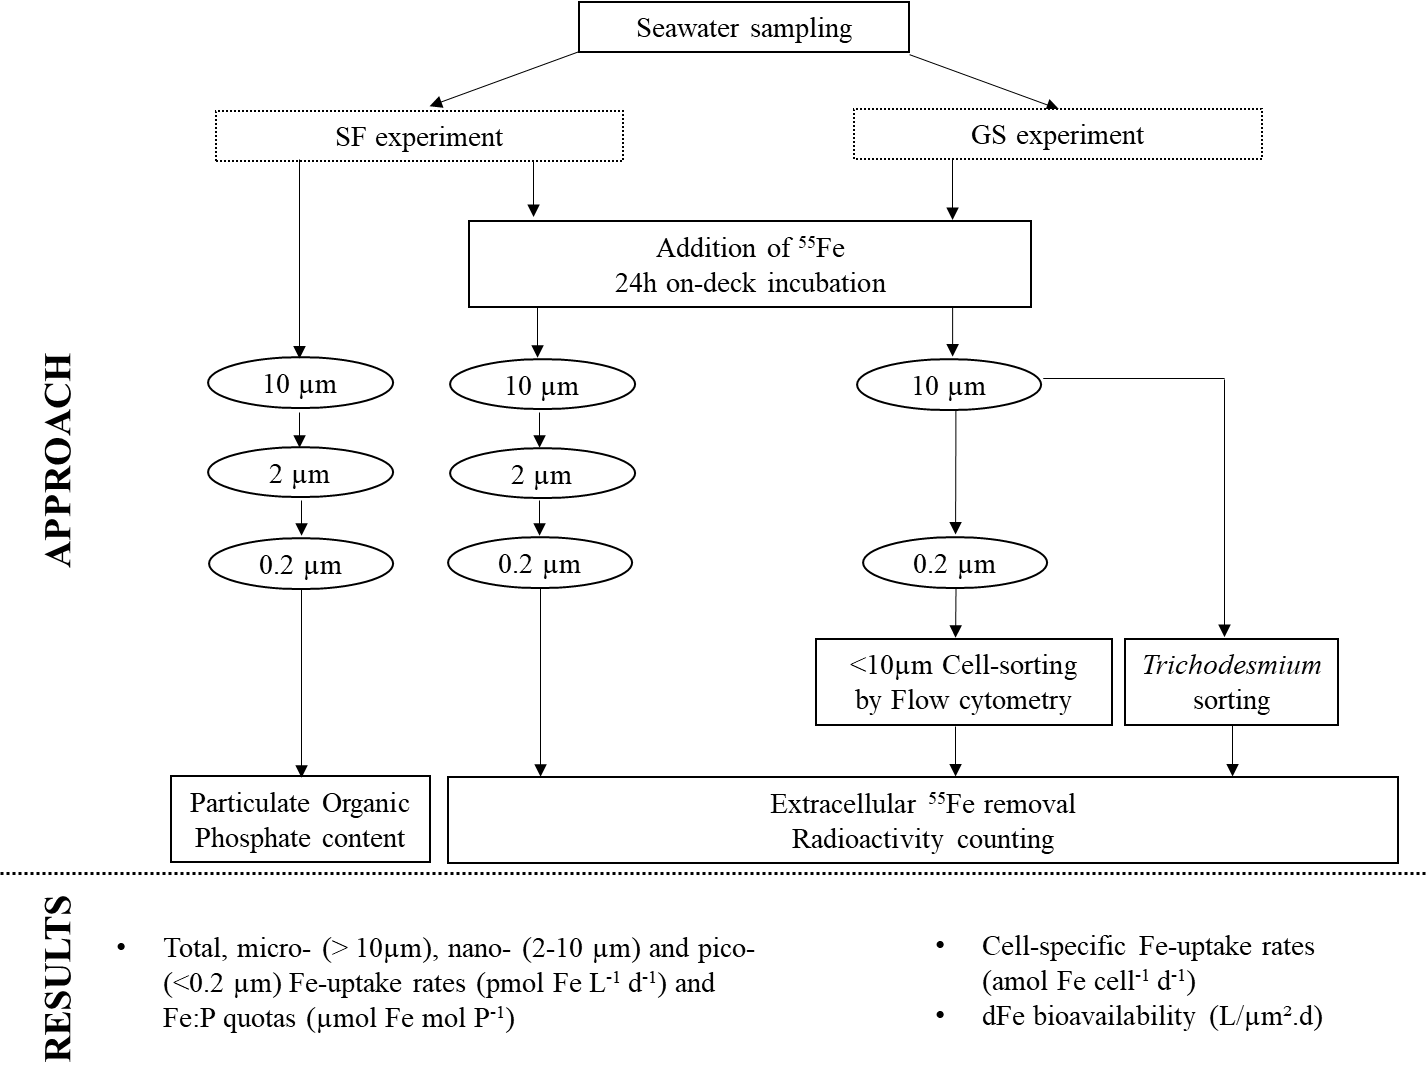 Seawater sampling
SF experiment
GS experiment
Addition of ⁵⁵Fe
24h on-deck incubation
APPROACH
10 µm
10 µm
10 µm
2 µm
2 µm
0.2 µm
0.2 µm
0.2 µm
<10µm Cell-sorting
by Flow cytometry
Trichodesmium
sorting
Particulate Organic
Phosphate content
Extracellular ⁵⁵Fe removal
Radioactivity counting
RESULTS
• Total, micro- (> 10µm), nano- (2-10 µm) and pico-
(<0.2 µm) Fe-uptake rates (pmol Fe L⁻¹ d⁻¹) and
Fe:P quotas (µmol Fe mol P⁻¹)
• Cell-specific Fe-uptake rates
(amol Fe cell⁻¹ d⁻¹)
• dFe bioavailability (L/µm².d)